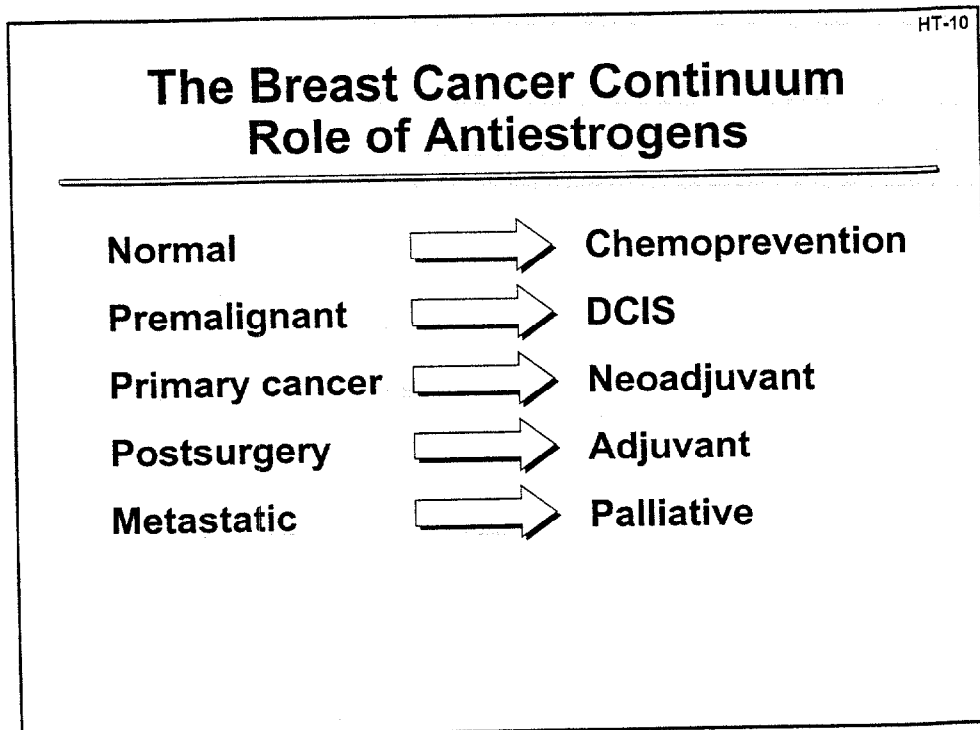 HT-10
The Breast Cancer Continuum
Role of Antiestrogens
Normal Chemoprevention
Premalignant DCIS
Primary cancer Neoadjuvant
Postsurgery Adjuvant
Metastatic Palliative